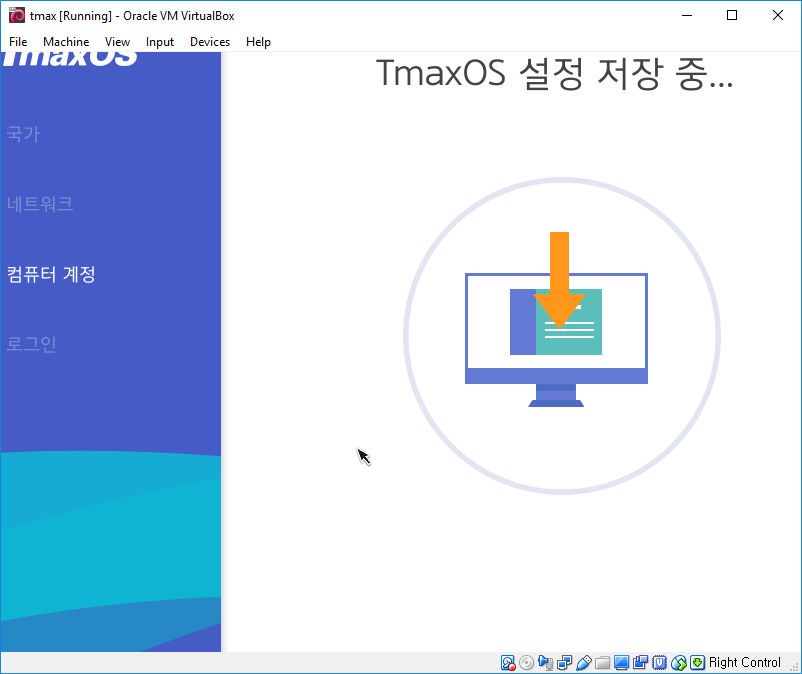 tmax [Running] - Oracle VM VirtualBox
File Machine View Input Devices Help
TmaxOS
국가
네트워크
컴퓨터 계정
로그인
TmaxOS 설정 저장 중...
Right Control